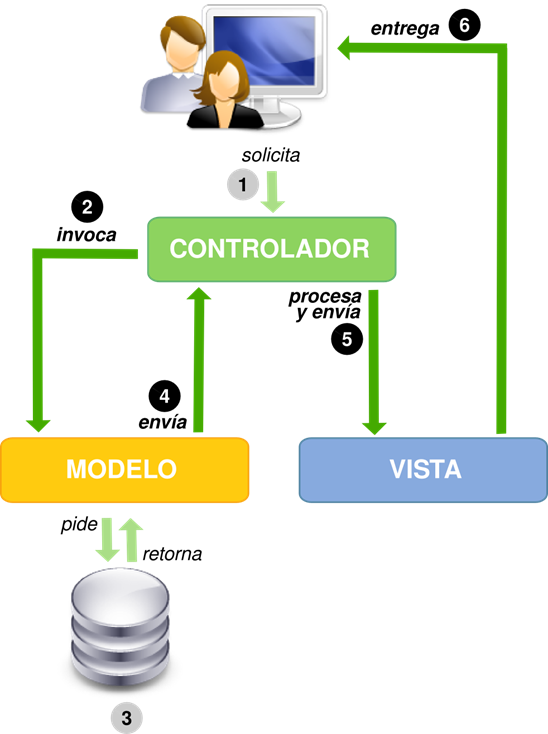 entrega 6
solicita
1
2
invoca
CONTROLADOR
procesa
y envía
5
4
envía
MODELO
VISTA
pide
retorna
3